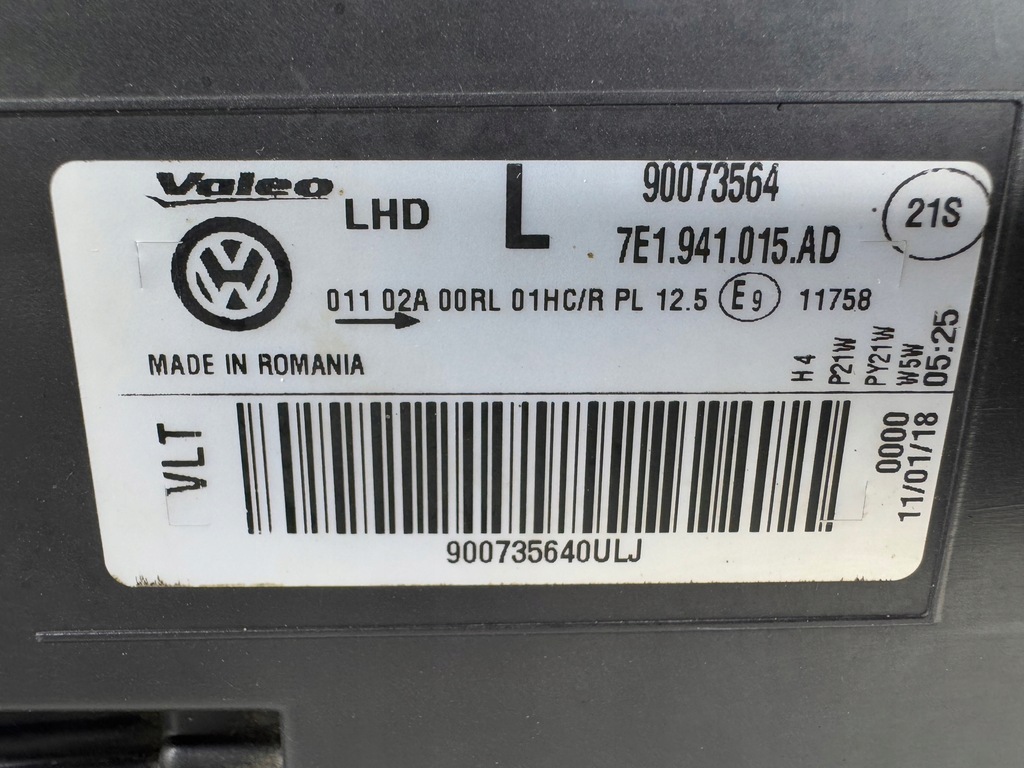 Valeo
LHD
L
90073564
7E1.941.015.AD
21S
011 02A 00RL 01HC/R PL 12.5 E9 11758
MADE IN ROMANIA
H4
P21W
PY21W
W5W
05:25
VLT
0000
11/01/18
900735640ULJ